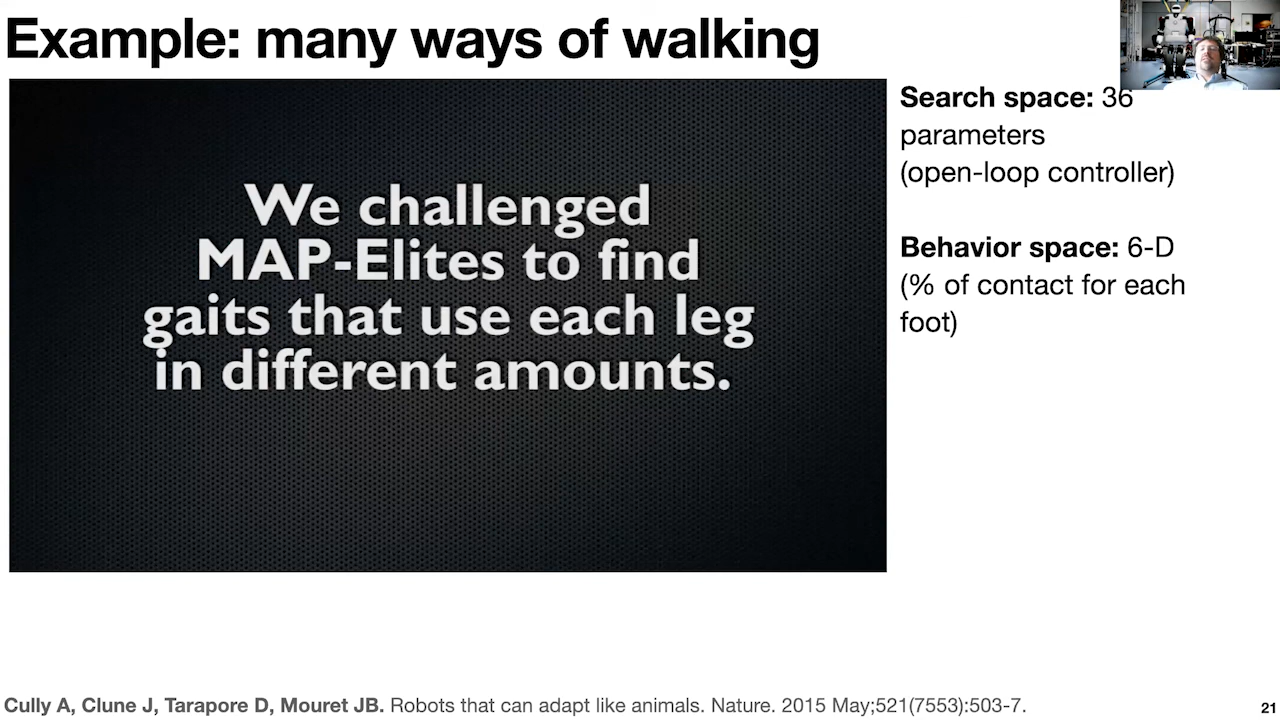 Example: many ways of walking
We challenged
MAP-Elites to find
gaits that use each leg
in different amounts.
Search space: 36
parameters
(open-loop controller)
Behavior space: 6-D
(% of contact for each
foot)
Cully A, Clune J, Tarapore D, Mouret JB. Robots that can adapt like animals. Nature. 2015 May;521(7553):503-7.
21